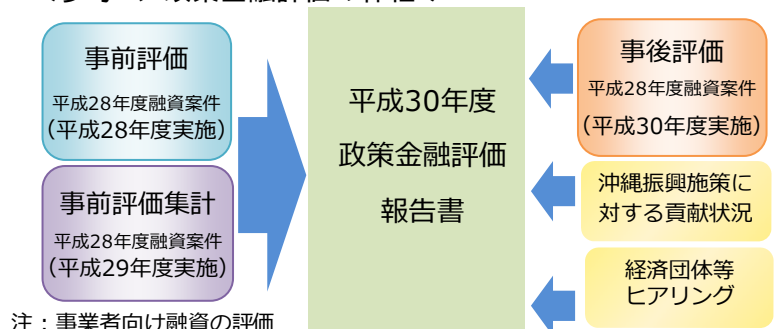 事前評価
平成28年度融資案件
(平成28年度実施)
事前評価集計
平成28年度融資案件
(平成29年度実施)
注:事業者向け融資の評価
平成30年度
政策金融評価
報告書
事後評価
平成28年度融資案件
(平成30年度実施)
沖縄振興施策に
対する貢献状況
経済団体等
ヒアリング